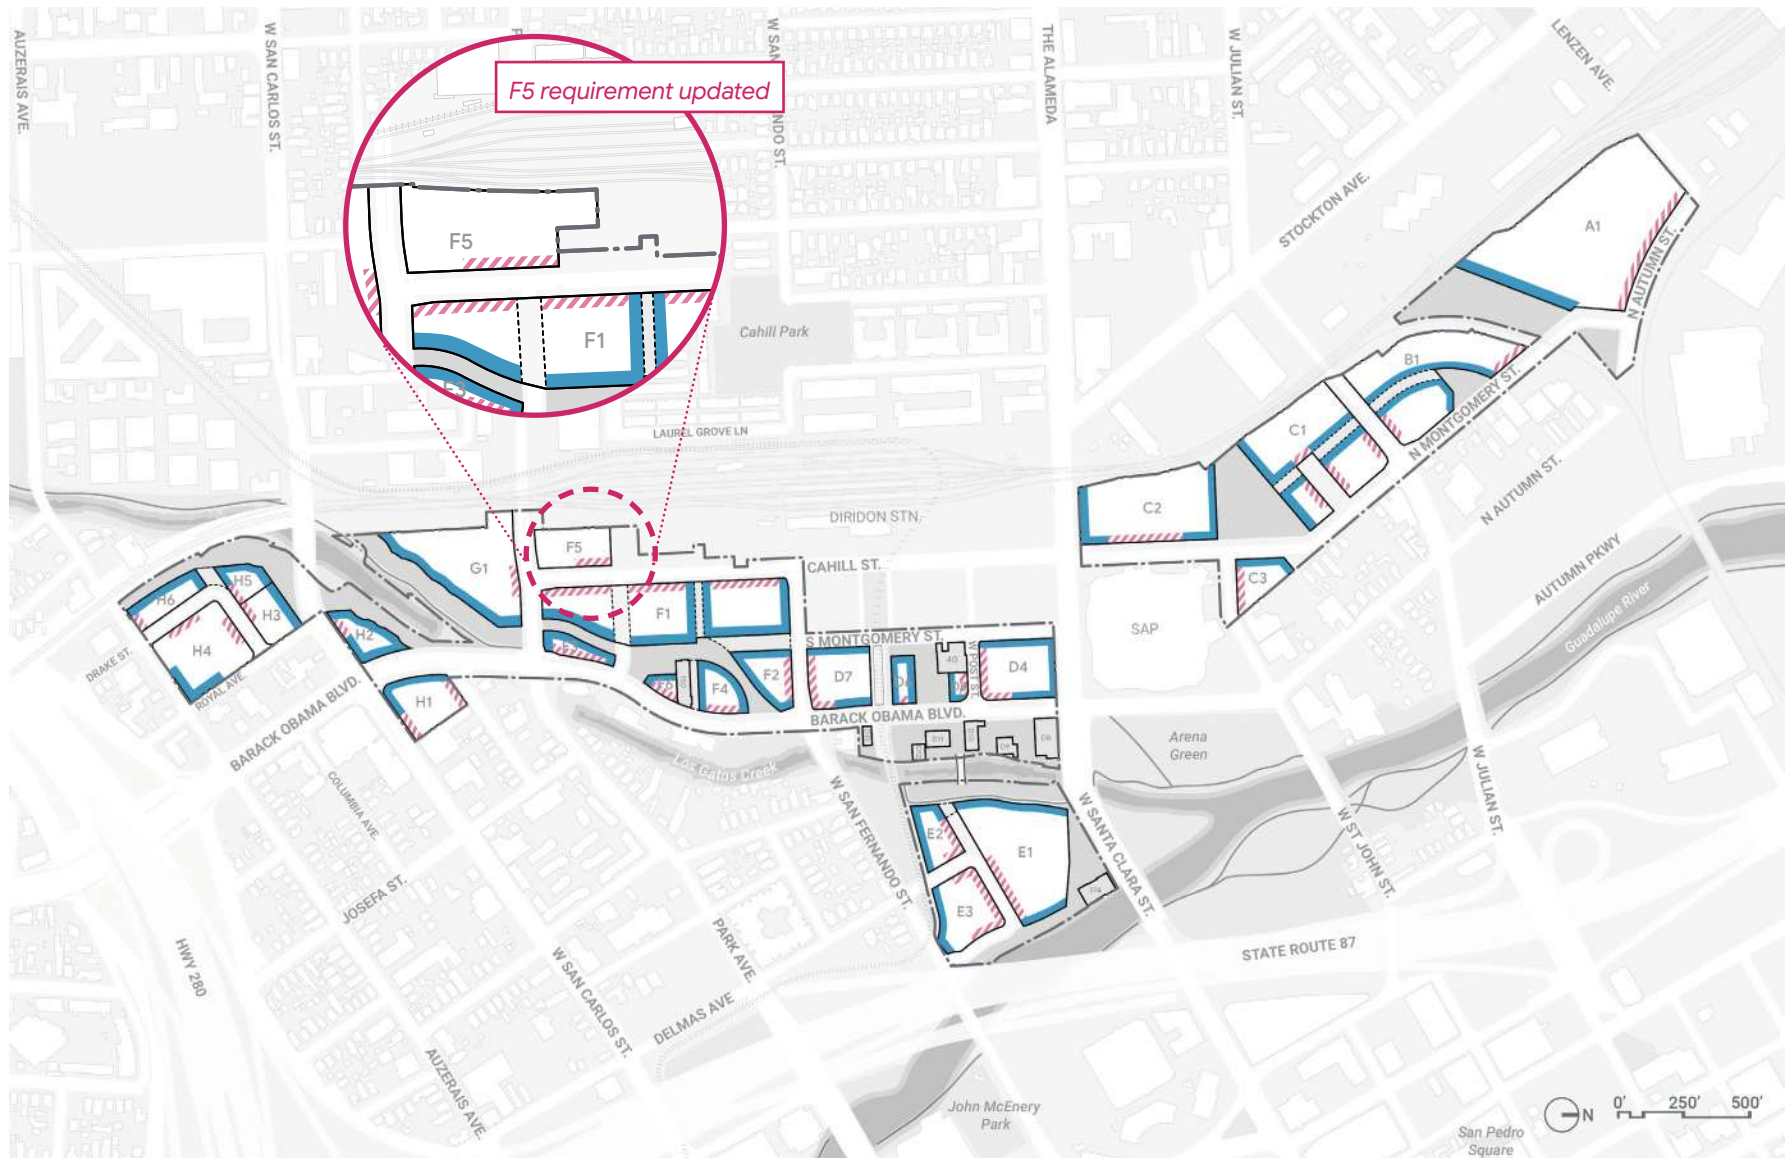 AUZERAIS AVE.
W SAN CARLOS ST.
F5 requirement updated
THE ALAMEDA
W JULIAN ST.
LENZEN AVE.
STOCKTON AVE.
F5
F1
Cahill Park
LAUREL GROVE LN
DIRIDON STN.
CAHILL ST.
A1
N AUTUMN ST.
B1
N MONTGOMERY ST.
C1
C2
C3
N AUTUMN ST.
AUTUMN PKWY
Guadalupe River
SAP
G1
F5
F1
S MONTGOMERY ST.
H5
H6
H3
H4
H2
H1
DRAKE ST.
ROYAL AVE
BARACK OBAMA BLVD.
F4
F2
D7
40
W POST ST.
D4
BARACK OBAMA BLVD.
Los Gatos Creek
Arena
Green
W SAN FERNANDO ST.
W SANTA CLARA ST.
W ST JOHN ST.
W JULIAN ST.
E2
E1
E3
COLUMBIA AVE
JOSEFA ST.
HWY 280
W SAN CARLOS ST.
PARK AVE.
DELMAS AVE
AUZERAIS AVE.
STATE ROUTE 87
John McEnery
Park
San Pedro
Square
N
0' 250' 500'